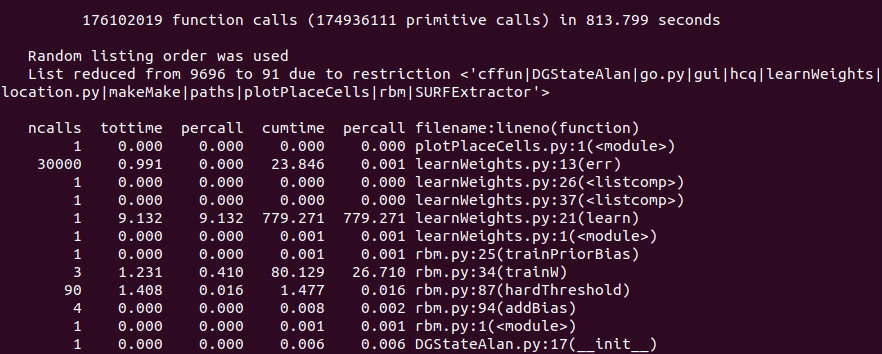 176102019 function calls (174936111 primitive calls) in 813.799 seconds
Random listing order was used
List reduced from 9696 to 91 due to restriction <'cffun|DGStateAlan|go.py|gui|hcq|learnWeights|
location.py|makeMake|paths|plotPlaceCells|rbm|SURFExtractor'>
ncalls tottime percall cumtime percall filename:lineno(function)
1 0.000 0.000 0.000 0.000 plotPlaceCells.py:1(<module>)
30000 0.991 0.000 23.846 0.001 learnWeights.py:13(err)
1 0.000 0.000 0.000 0.000 learnWeights.py:26(<listcomp>)
1 0.000 0.000 0.000 0.000 learnWeights.py:37(<listcomp>)
1 9.132 9.132 779.271 779.271 learnWeights.py:21(learn)
1 0.000 0.000 0.001 0.001 learnWeights.py:1(<module>)
1 0.000 0.000 0.001 0.001 rbm.py:25(trainPriorBias)
3 1.231 0.410 80.129 26.710 rbm.py:34(trainW)
90 1.408 0.016 1.477 0.016 rbm.py:87(hardThreshold)
4 0.000 0.000 0.008 0.002 rbm.py:94(addBias)
1 0.000 0.000 0.001 0.001 rbm.py:1(<module>)
1 0.000 0.000 0.006 0.006 DGStateAlan.py:17(__init__)